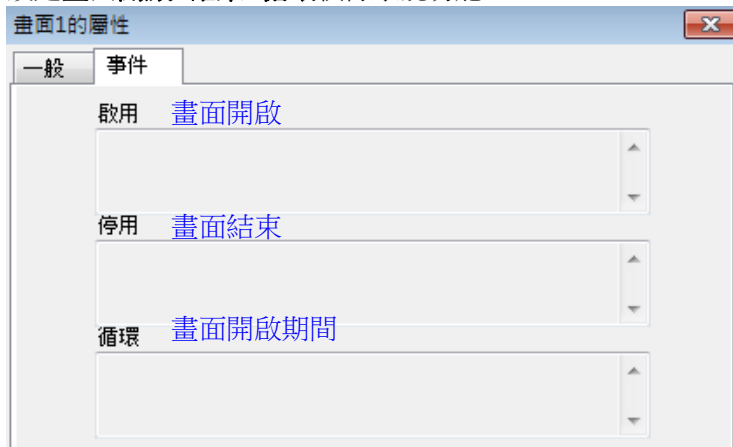 畫面1的屬性
一般 事件
啟用 畫面開啟
停用 畫面結束
循環 畫面開啟期間